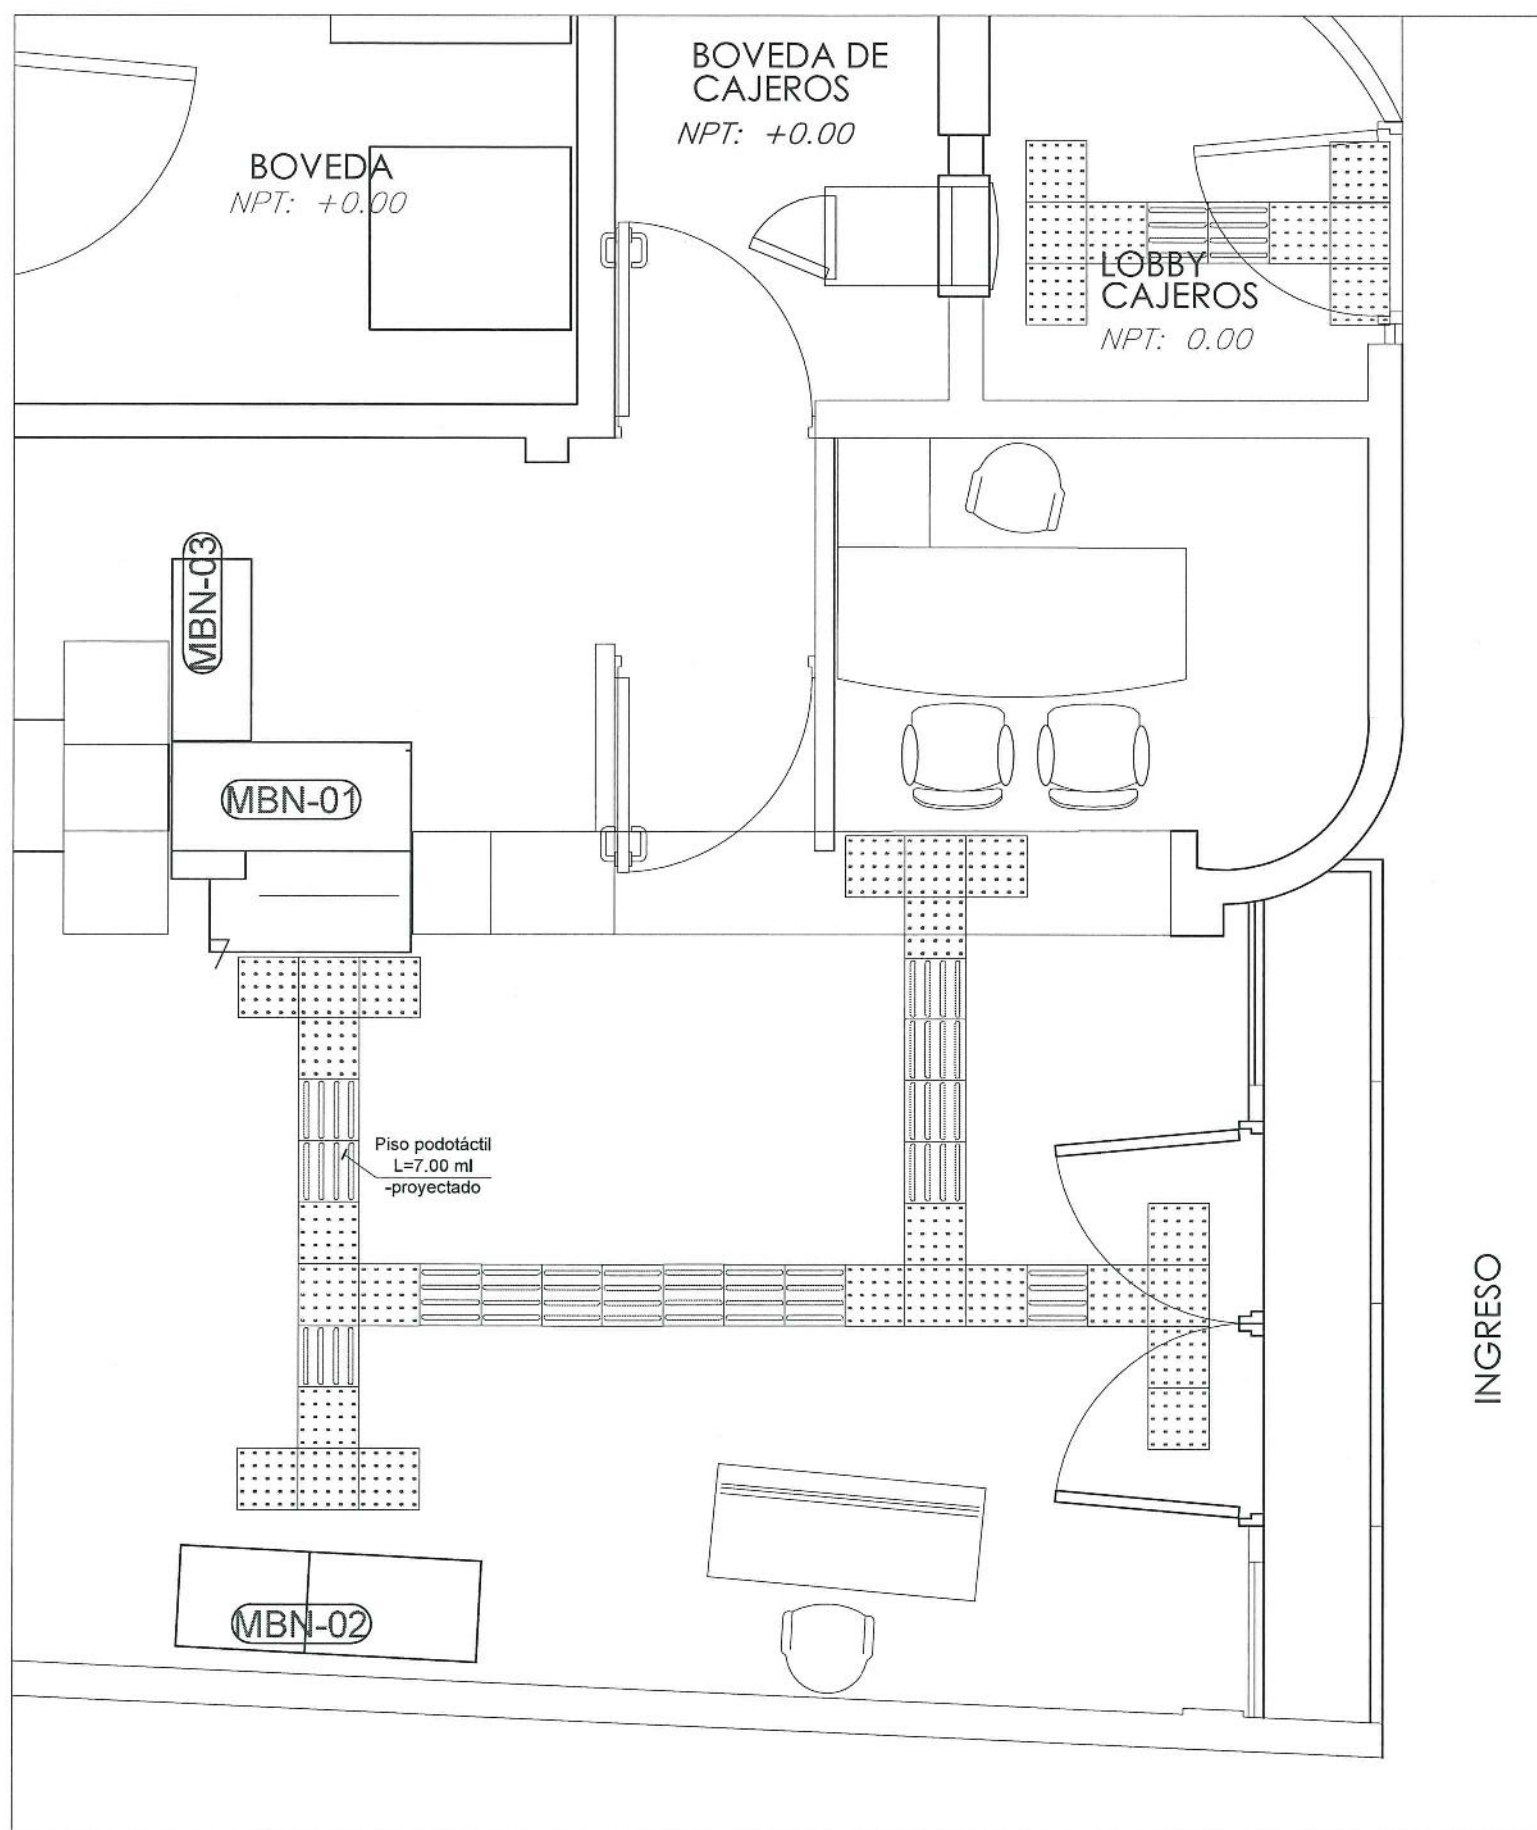 BOVEDA DE
CAJEROS
NPT: +0.00
BOVEDA
NPT: +0.00
LOBBY
CAJEROS
NPT: 0.00
MBN-03
MBN-01
Piso podotáctil
L=7.00 ml
-proyectado
INGRESO
MBN-02